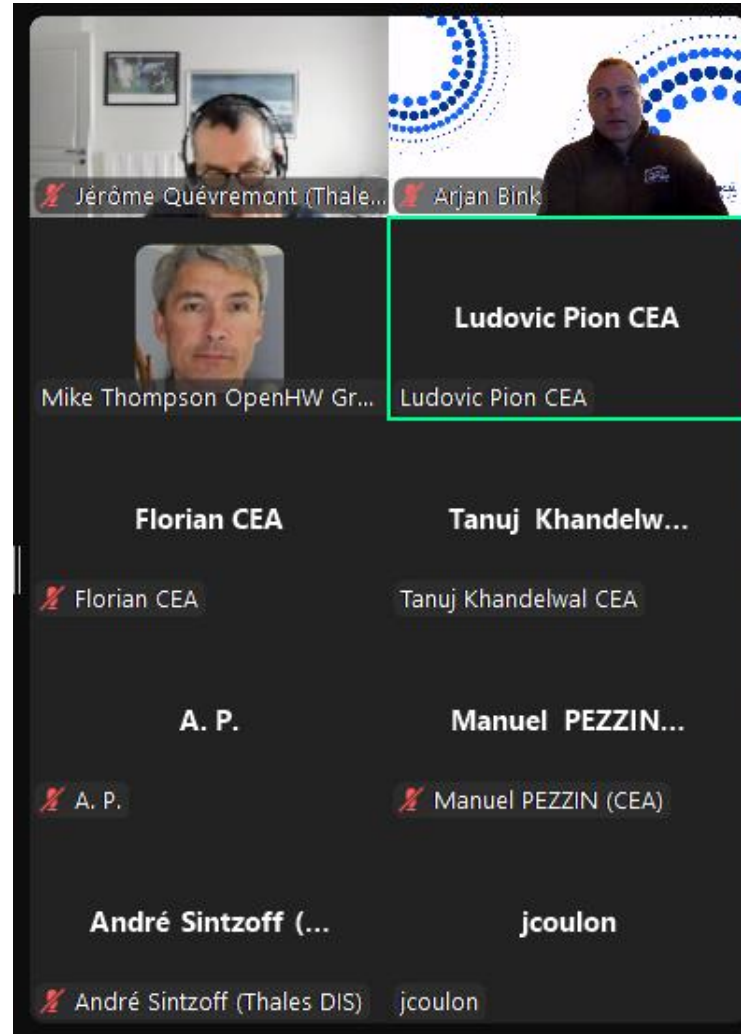 Jérôme Quévremont (Thale...
Arjan Bink
Mike Thompson OpenHW Gr...
Ludovic Pion CEA
Ludovic Pion CEA
Florian CEA
Florian CEA
Tanuj Khandelw...
Tanuj Khandelwal CEA
A. P.
A. P.
Manuel PEZZIN...
Manuel PEZZIN (CEA)
André Sintzoff (...
André Sintzoff (Thales DIS)
jcoulon
jcoulon